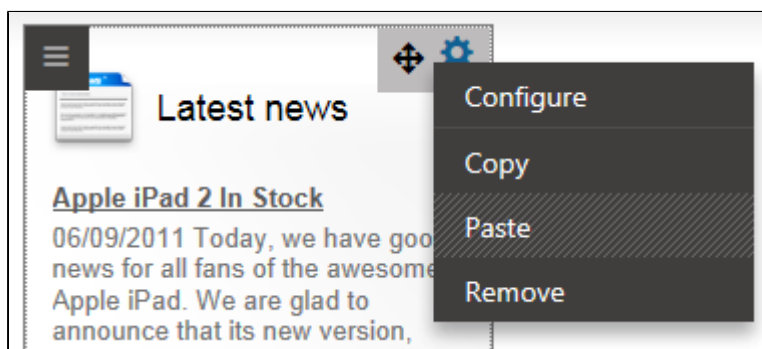 Latest news
Configure
Copy
Paste
Remove
Apple iPad 2 In Stock
06/09/2011 Today, we have goo
news for all fans of the awesome
Apple iPad. We are glad to
announce that its new version,